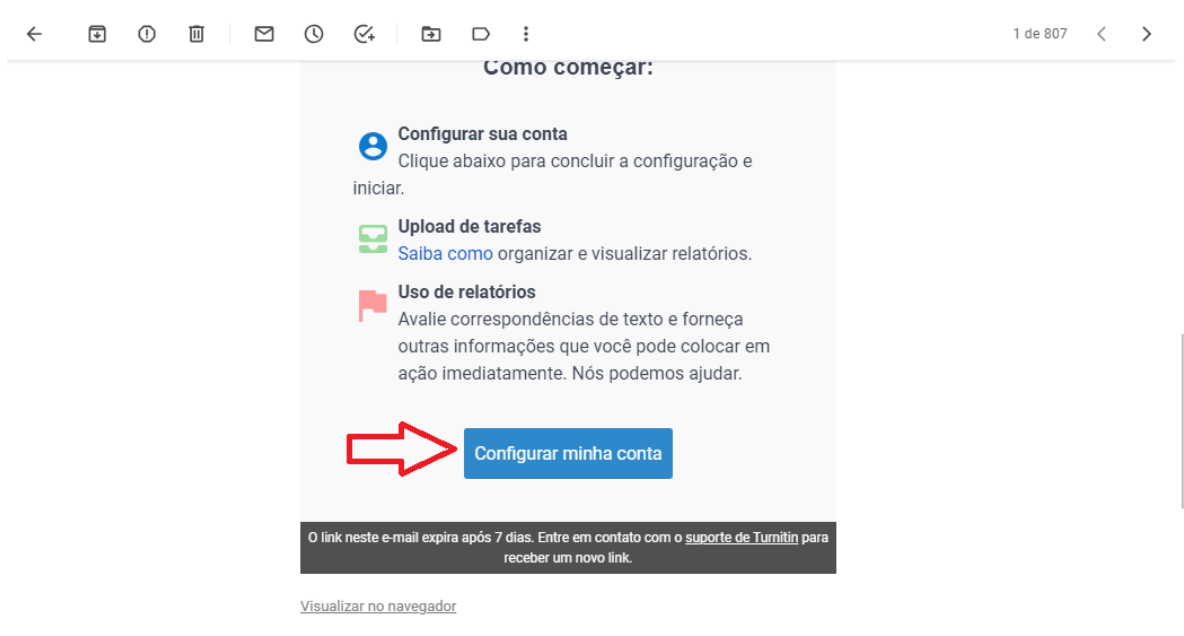 1 de 807
Como começar:
Configurar sua conta
Clique abaixo para concluir a configuração e
iniciar.
Upload de tarefas
Saiba como organizar e visualizar relatórios.
Uso de relatórios
Avalie correspondências de texto e forneça
outras informações que você pode colocar em
ação imediatamente. Nós podemos ajudar.
Configurar minha conta
O link neste e-mail expira após 7 dias. Entre em contato com o suporte de Turnitin para
receber um novo link.
Visualizar no navegador